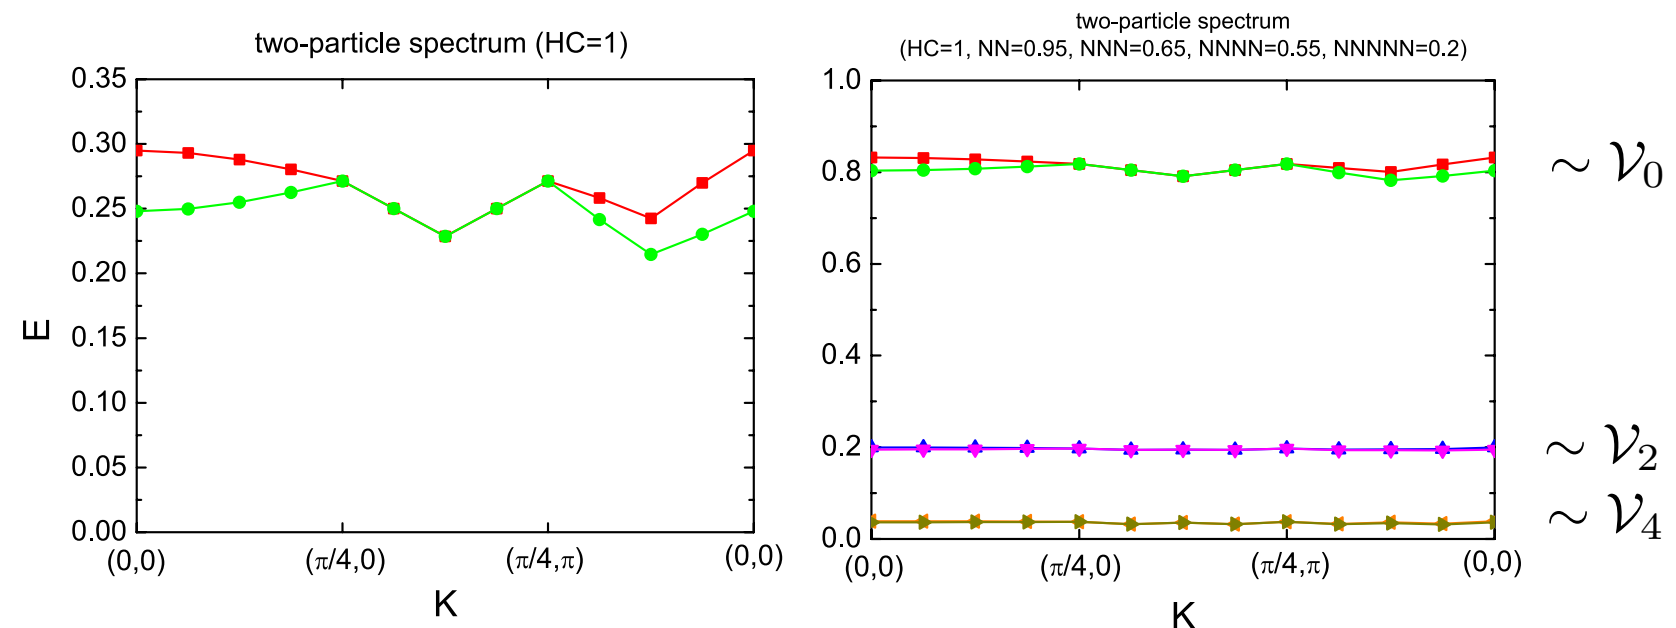 two-particle spectrum (HC=1)
0.35
0.30
0.25
0.20
0.15
0.10
0.05
0.00
E
(0,0)
(π/4,0)
(π/4,π)
(0,0)
K
two-particle spectrum
(HC=1, NN=0.95, NNN=0.65, NNNN=0.55, NNNNN=0.2)
1.0
0.8
0.6
0.4
0.2
0.0
(0,0)
(π/4,0)
(π/4,π)
(0,0)
K
~ 𝒱₀
~ 𝒱₂
~ 𝒱₄